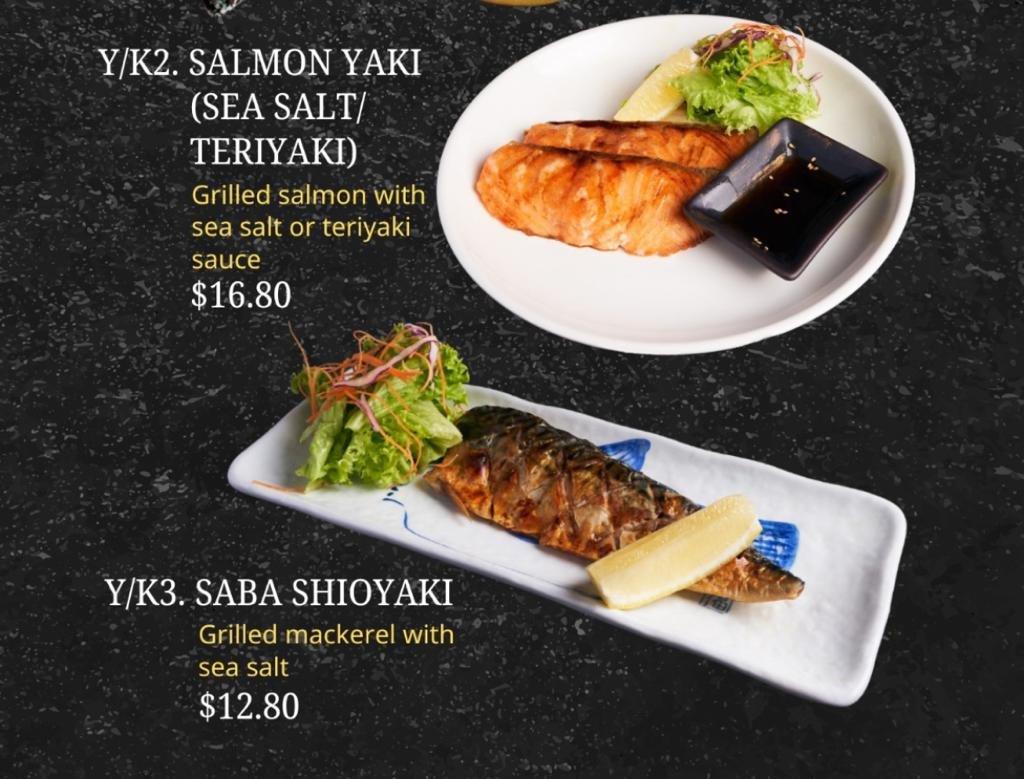 Y/K2. SALMON YAKI
(SEA SALT/
TERIYAKI)
Grilled salmon with
sea salt or teriyaki
sauce
$16.80
Y/K3. SABA SHIOYAKI
Grilled mackerel with
sea salt
$12.80